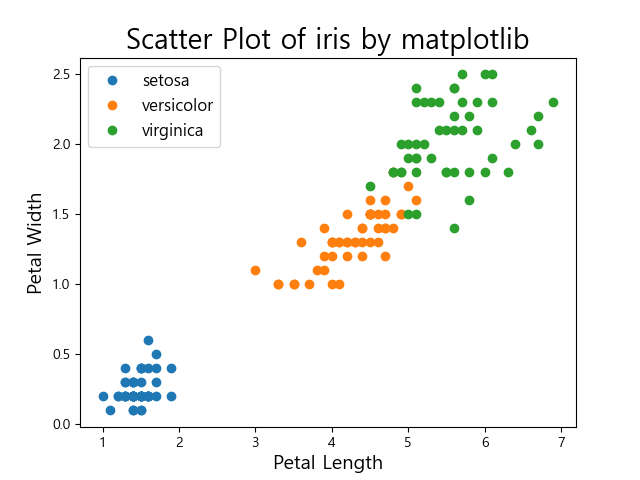 Scatter Plot of iris by matplotlib
setosa
versicolor
virginica
Petal Width
2.5
2.0
1.5
1.0
0.5
0.0
1 2 3 4 5 6 7
Petal Length